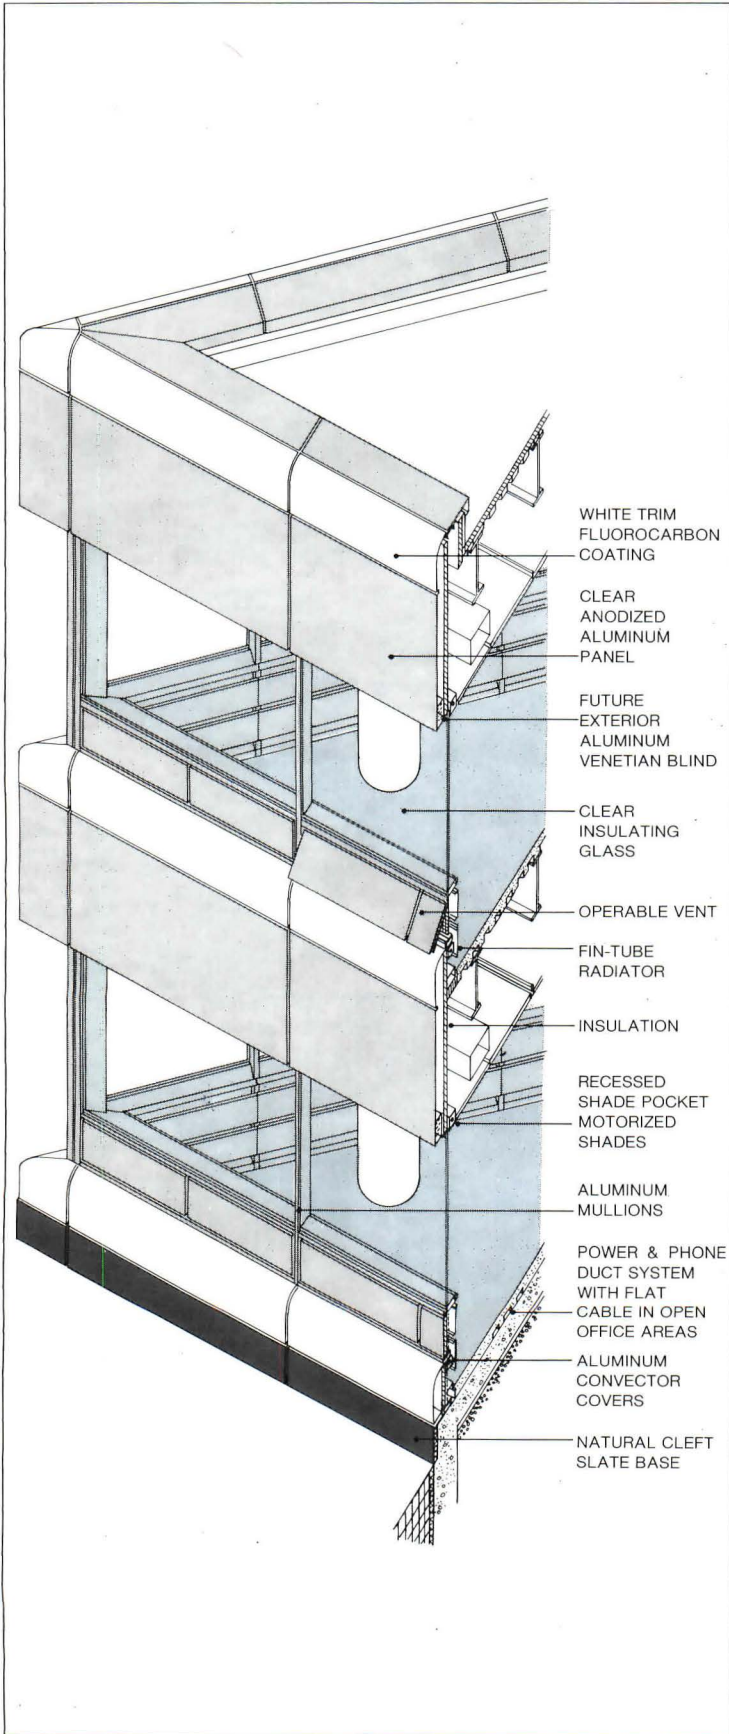 WHITE TRIM
FLUOROCARBON
COATING
CLEAR
ANODIZED
ALUMINUM
PANEL
FUTURE
EXTERIOR
ALUMINUM
VENETIAN BLIND
CLEAR
INSULATING
GLASS
OPERABLE VENT
FIN-TUBE
RADIATOR
INSULATION
RECESSED
SHADE POCKET
MOTORIZED
SHADES
ALUMINUM
MULLIONS
POWER & PHONE
DUCT SYSTEM
WITH FLAT
CABLE IN OPEN
OFFICE AREAS
ALUMINUM
CONVECTOR
COVERS
NATURAL CLEFT
SLATE BASE